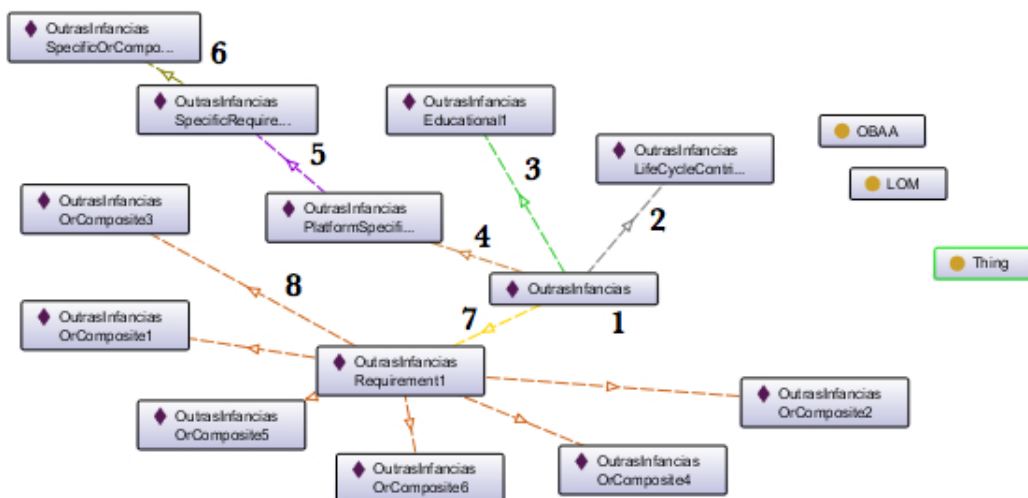 OutrasInfancias
SpecificOrCompo...
6
OutrasInfancias
SpecificRequire...
OutrasInfancias
Educational1
OBAA
5
3
OutrasInfancias
LifeCycleContri...
LOM
OutrasInfancias
OrComposite3
OutrasInfancias
PlatformSpecifi...
4
2
Thing
8
OutrasInfancias
7
1
OutrasInfancias
OrComposite1
OutrasInfancias
Requirement1
OutrasInfancias
OrComposite2
OutrasInfancias
OrComposite5
OutrasInfancias
OrComposite6
OutrasInfancias
OrComposite4